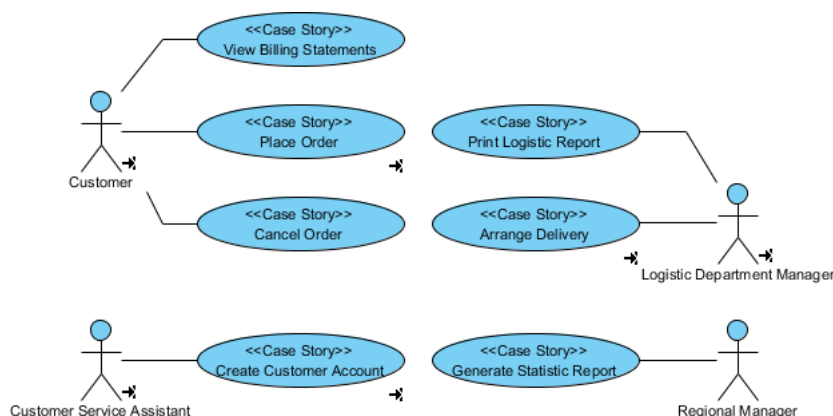 <<Case Story>>
View Billing Statements
<<Case Story>>
Place Order
<<Case Story>>
Print Logistic Report
Customer
<<Case Story>>
Cancel Order
<<Case Story>>
Arrange Delivery
Logistic Department Manager
<<Case Story>>
Create Customer Account
<<Case Story>>
Generate Statistic Report
Customer Service Assistant
Regional Manager